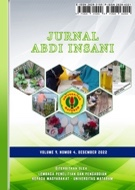 JURNAL
ABDI INSANI
VOLUME 9, NOMOR 4, DESEMBER 2022
LEMBAGA PENELITIAN DAN PENGABDIAN
KEPADA MASYARAKAT - UNIVERSITAS MATARAM